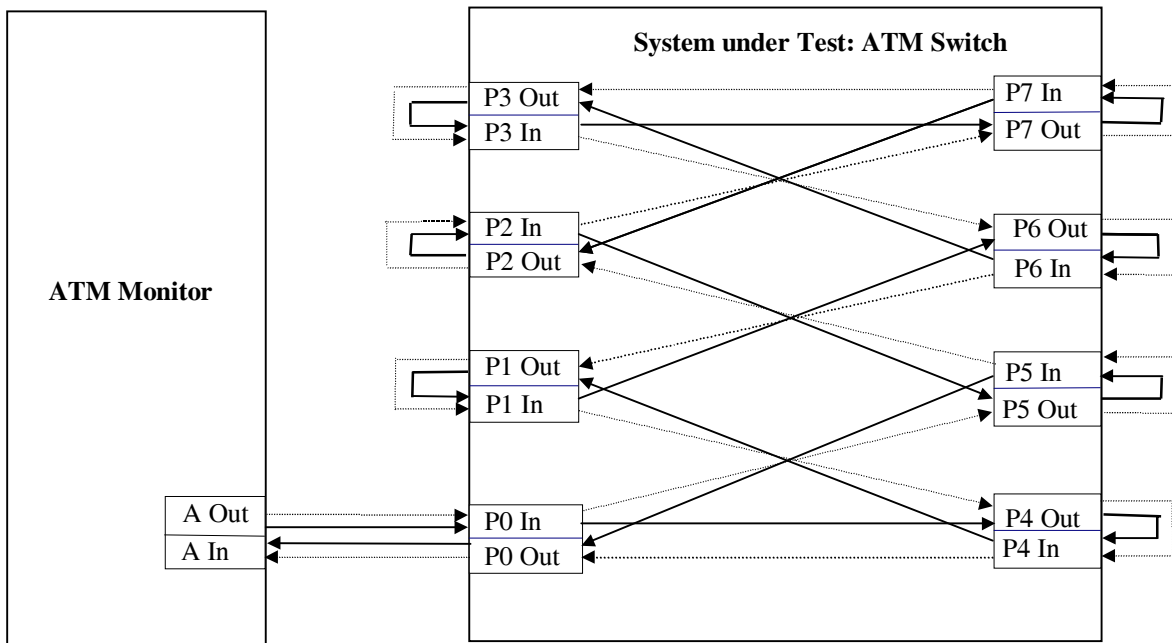 System under Test: ATM Switch
P3 Out
P3 In
P7 In
P7 Out
P2 In
P2 Out
P6 Out
P6 In
ATM Monitor
P1 Out
P1 In
P5 In
P5 Out
A Out
A In
P0 In
P0 Out
P4 Out
P4 In